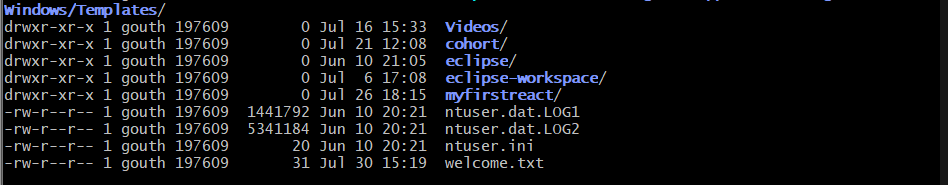 Windows/Templates/
drwxr-xr-x 1 gouth 197609       0 Jul 16 15:33  Videos/
drwxr-xr-x 1 gouth 197609       0 Jul 21 12:08  cohort/
drwxr-xr-x 1 gouth 197609       0 Jun 10 21:05  eclipse/
drwxr-xr-x 1 gouth 197609       0 Jul  6 17:08  eclipse-workspace/
drwxr-xr-x 1 gouth 197609       0 Jul 26 18:15  myfirstreact/
-rw-r--r-- 1 gouth 197609 1441792 Jun 10 20:21  ntuser.dat.LOG1
-rw-r--r-- 1 gouth 197609 5341184 Jun 10 20:21  ntuser.dat.LOG2
-rw-r--r-- 1 gouth 197609      20 Jun 10 20:21  ntuser.ini
-rw-r--r-- 1 gouth 197609      31 Jul 30 15:19  welcome.txt